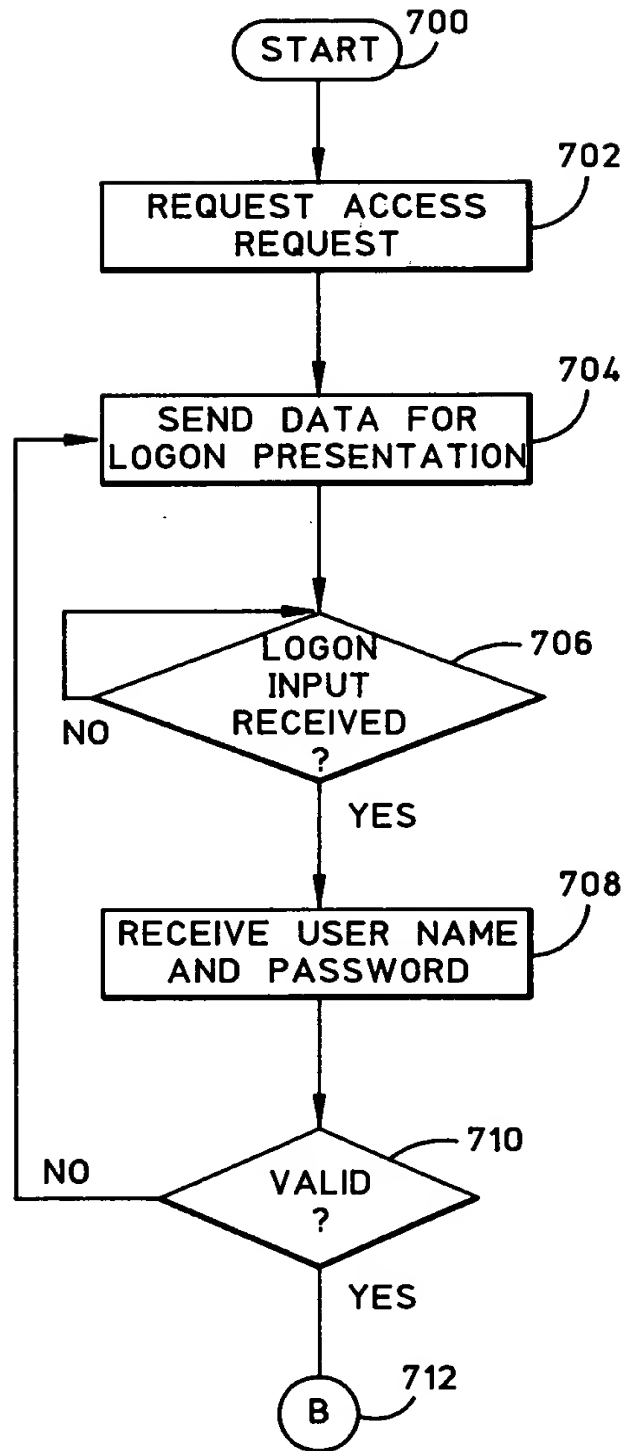 700
START
702
REQUEST ACCESS
REQUEST
704
SEND DATA FOR
LOGON PRESENTATION
706
LOGON
INPUT
RECEIVED
?
NO
YES
708
RECEIVE USER NAME
AND PASSWORD
710
VALID
?
NO
YES
712
B